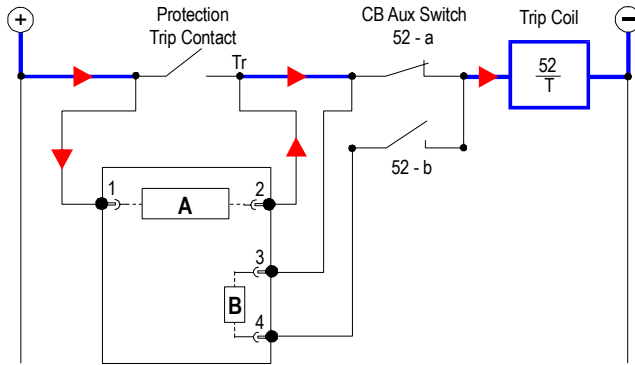 Protection
Trip Contact
CB Aux Switch
52 - a
Trip Coil
+
−
Tr
52
T
52 - b
1
A
2
3
B
4